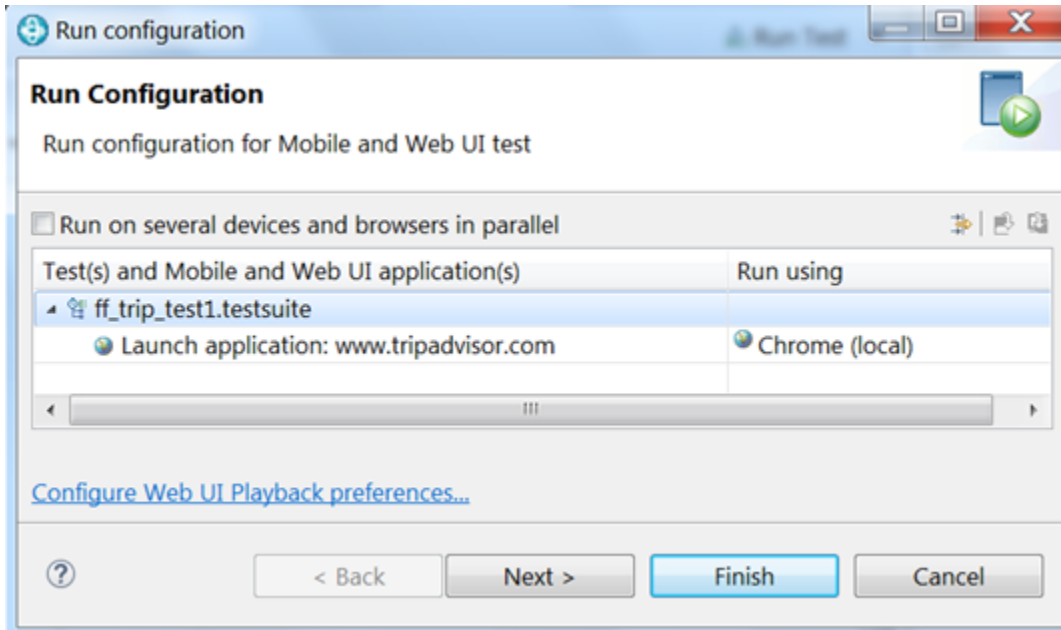 Run configuration
Run Test
Run Configuration
Run configuration for Mobile and Web UI test
Run on several devices and browsers in parallel
Test(s) and Mobile and Web UI application(s) Run using
ff_trip_test1.testsuite
Launch application: www.tripadvisor.com Chrome (local)
Configure Web UI Playback preferences...
< Back Next > Finish Cancel